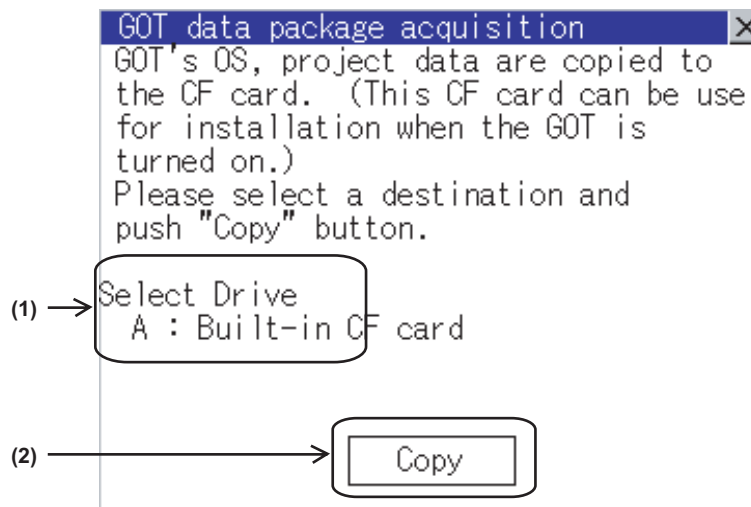 GOT data package acquisition ×
GOT's OS, project data are copied to
the CF card. (This CF card can be use
for installation when the GOT is
turned on.)
Please select a destination and
push "Copy" button.
(1)
Select Drive
A : Built-in CF card
(2)
Copy